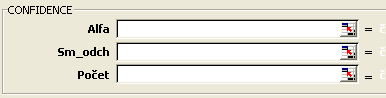 CONFIDENCE
Alfa =
Sm_odch =
Počet =